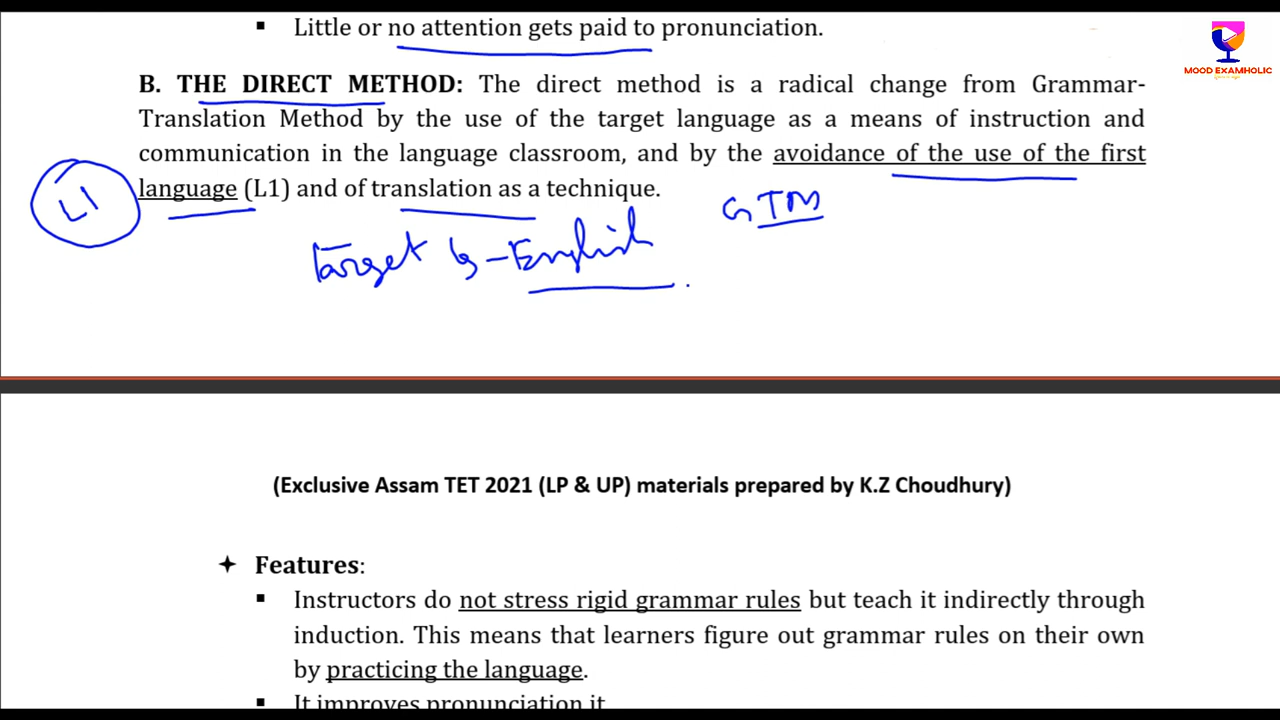 ▪ Little or no attention gets paid to pronunciation.
MOOD EXAMHOLIC
B. THE DIRECT METHOD: The direct method is a radical change from Grammar-
Translation Method by the use of the target language as a means of instruction and
communication in the language classroom, and by the avoidance of the use of the first
language (L1) and of translation as a technique.
L1
GTM
Target lg - English
(Exclusive Assam TET 2021 (LP & UP) materials prepared by K.Z Choudhury)
Features:
▪ Instructors do not stress rigid grammar rules but teach it indirectly through
induction. This means that learners figure out grammar rules on their own
by practicing the language.
▪ It improves pronunciation it